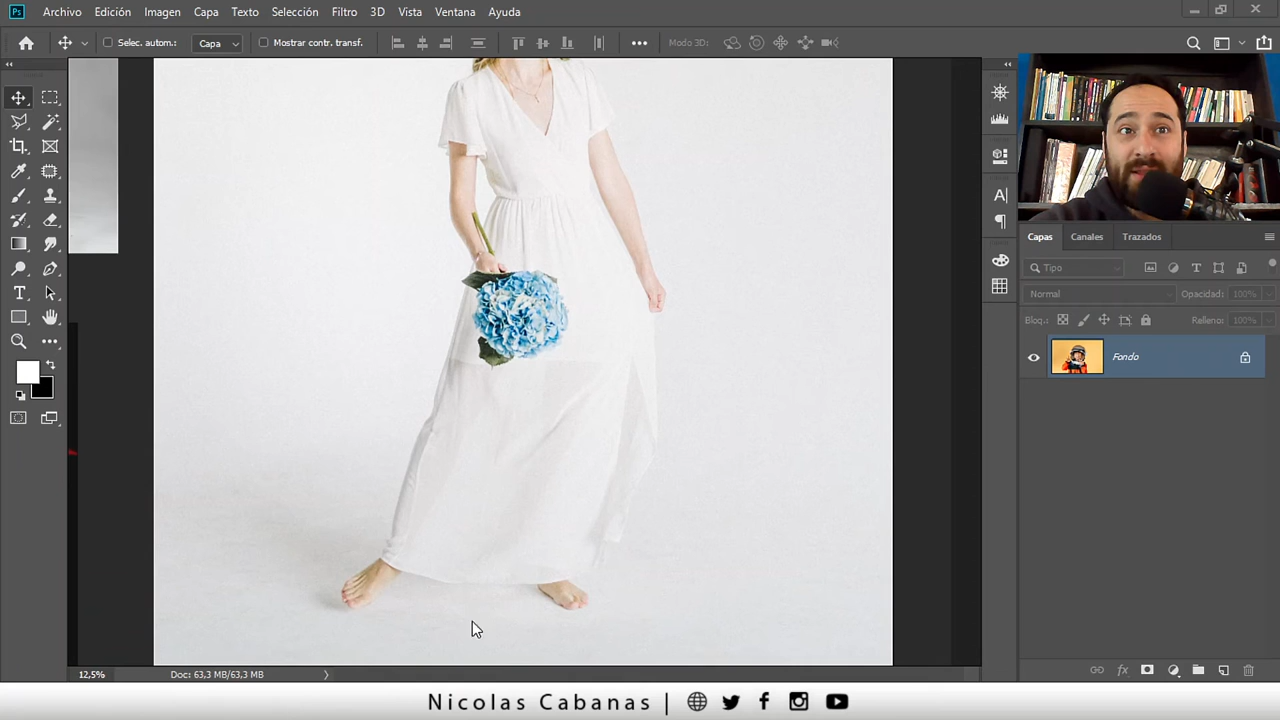 Ps Archivo Edición Imagen Capa Texto Selección Filtro 3D Vista Ventana Ayuda
Selec. autom.: Capa Mostrar contr. transf. Modo 3D:
Capas Canales Trazados
Tipo
Normal Opacidad: 100%
Bloq.: Relleno: 100%
Fondo
12,5% Doc: 63,3 MB/63,3 MB
Nicolas Cabanas |